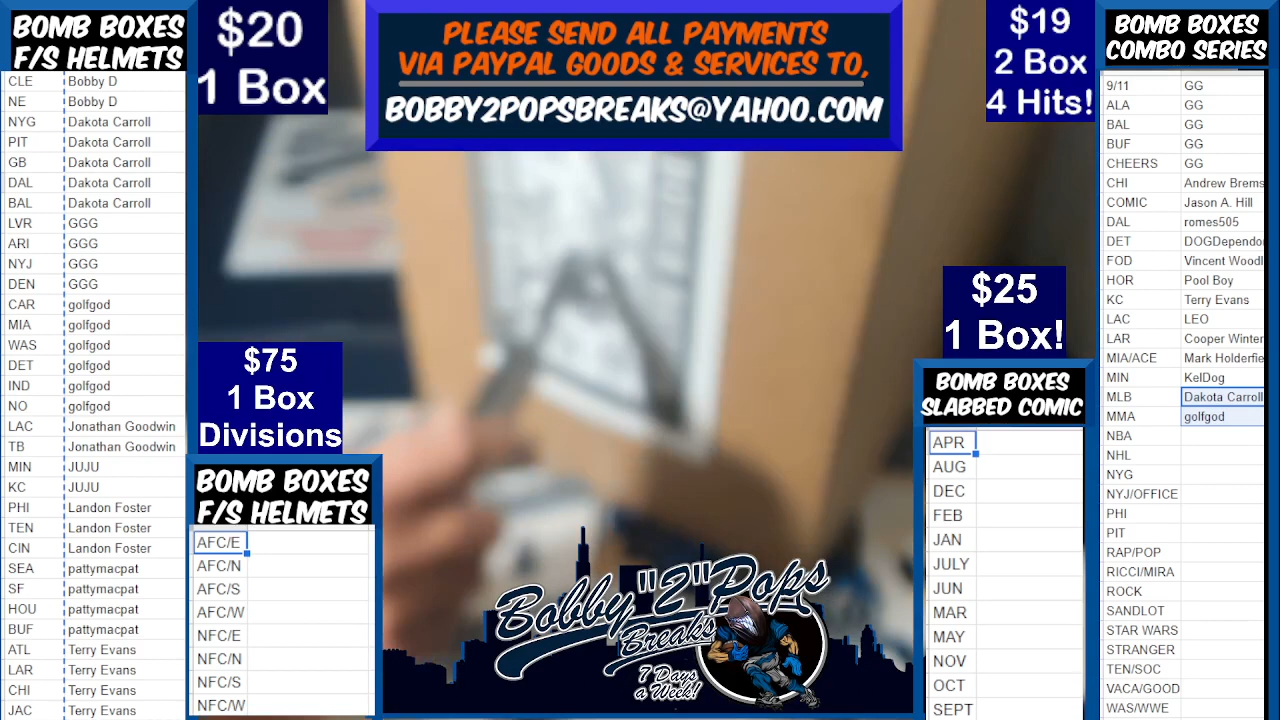 BOMB BOXES
F/S HELMETS
CLE Bobby D
NE Bobby D
NYG Dakota Carroll
PIT Dakota Carroll
GB Dakota Carroll
DAL Dakota Carroll
BAL Dakota Carroll
LVR GGG
ARI GGG
NYJ GGG
DEN GGG
CAR golfgod
MIA golfgod
WAS golfgod
DET golfgod
IND golfgod
NO golfgod
LAC Jonathan Goodwin
TB Jonathan Goodwin
MIN JUJU
KC JUJU
PHI Landon Foster
TEN Landon Foster
CIN Landon Foster
SEA pattymacpat
SF pattymacpat
HOU pattymacpat
BUF pattymacpat
ATL Terry Evans
LAR Terry Evans
CHI Terry Evans
JAC Terry Evans
$20
1 Box
PLEASE SEND ALL PAYMENTS
VIA PAYPAL GOODS & SERVICES TO,
BOBBY2POPSBREAKS@YAHOO.COM
$75
1 Box
Divisions
BOMB BOXES
F/S HELMETS
AFC/E
AFC/N
AFC/S
AFC/W
NFC/E
NFC/N
NFC/S
NFC/W
Bobby "2" Pops
Breaks
7 Days
a Week!
$19
2 Box
4 Hits!
$25
1 Box!
BOMB BOXES
SLABBED COMIC
APR
AUG
DEC
FEB
JAN
JULY
JUN
MAR
MAY
NOV
OCT
SEPT
BOMB BOXES
COMBO SERIES
9/11 GG
ALA GG
BAL GG
BUF GG
CHEERS GG
CHI Andrew Brems
COMIC Jason A. Hill
DAL romes505
DET DOGDependo
FOD Vincent Woodl
HOR Pool Boy
KC Terry Evans
LAC LEO
LAR Cooper Winter
MIA/ACE Mark Holderfie
MIN KelDog
MLB Dakota Carroll
MMA golfgod
NBA
NHL
NYG
NYJ/OFFICE
PHI
PIT
RAP/POP
RICCI/MIRA
ROCK
SANDLOT
STAR WARS
STRANGER
TEN/SOC
VACA/GOOD
WAS/WWE